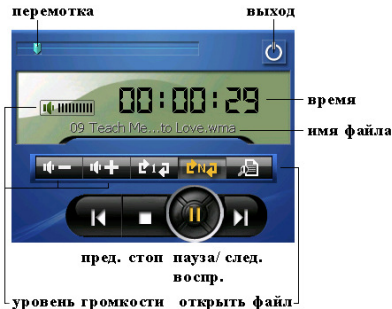 перемотка
выход
00:00:29
время
09 Teach Me...to Love.wma
имя файла
1
N
пред. стоп пауза/ след.
воспр.
уровень громкости открыть файл